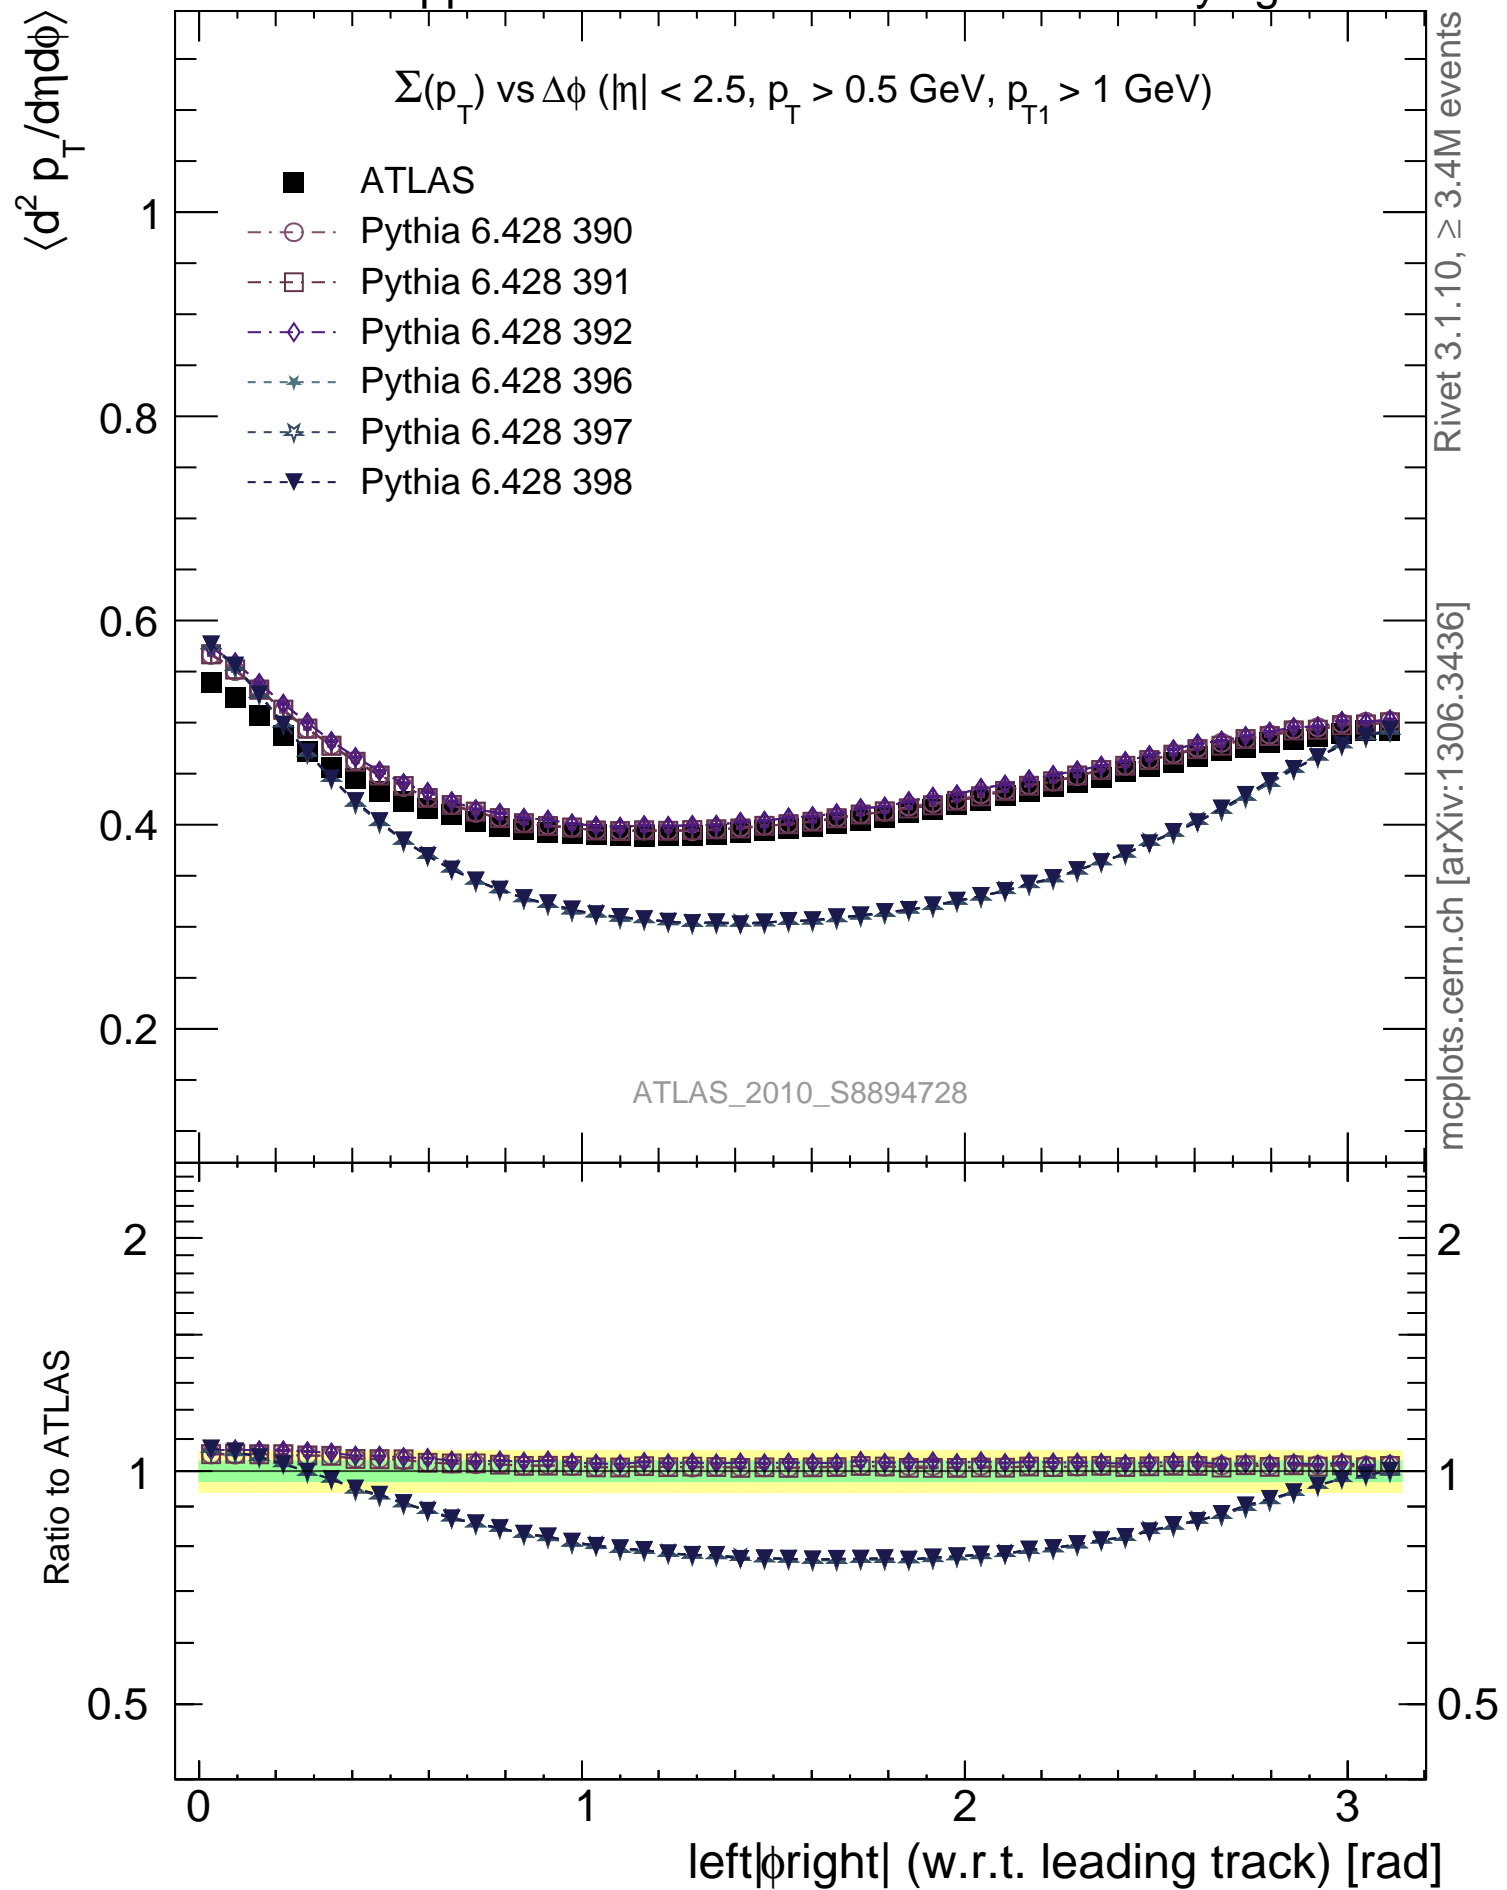 ⟨d² p_T/dηdϕ⟩
Σ(p_T) vs Δϕ (|η| < 2.5, p_T > 0.5 GeV, p_T1 > 1 GeV)
ATLAS
Pythia 6.428 390
Pythia 6.428 391
Pythia 6.428 392
Pythia 6.428 396
Pythia 6.428 397
Pythia 6.428 398
1
0.8
0.6
0.4
0.2
ATLAS_2010_S8894728
Rivet 3.1.10, ≥ 3.4M events
mcplots.cern.ch [arXiv:1306.3436]
Ratio to ATLAS
2
1
0.5
2
1
0.5
0 1 2 3
left|ϕright| (w.r.t. leading track) [rad]